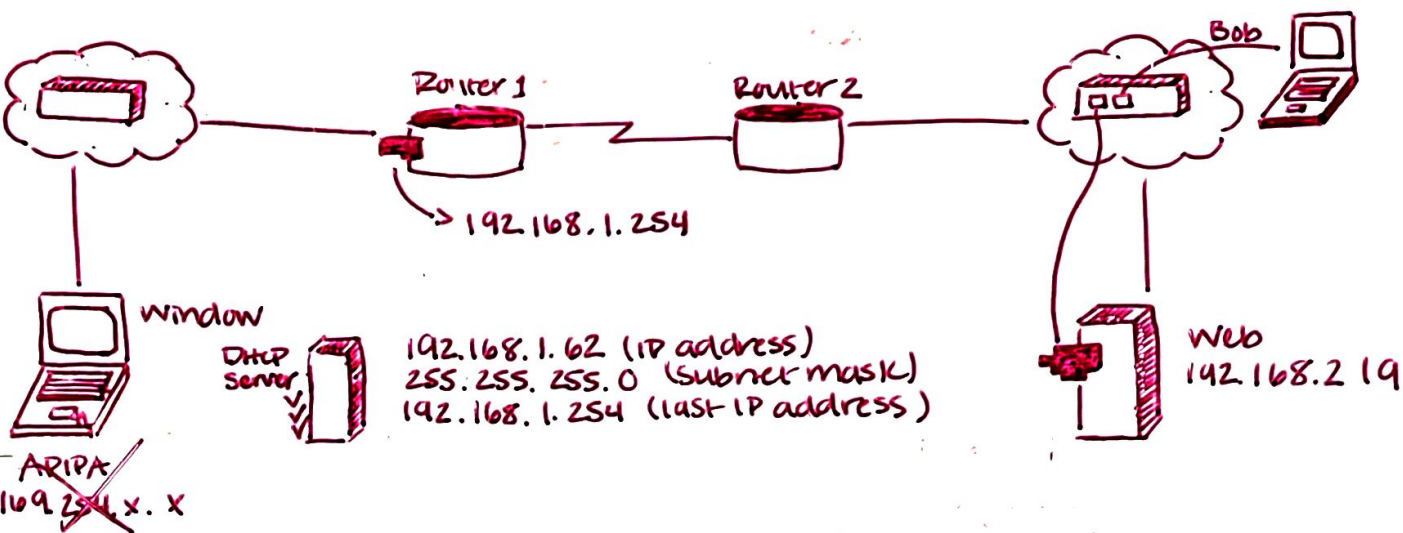 Router 1
Router 2
Bob
192.168.1.254
Window
DHCP
Server
192.168.1.62 (IP address)
255.255.255.0 (subnet mask)
192.168.1.254 (last IP address)
Web
192.168.2 19
APIPA
169.254.x.x